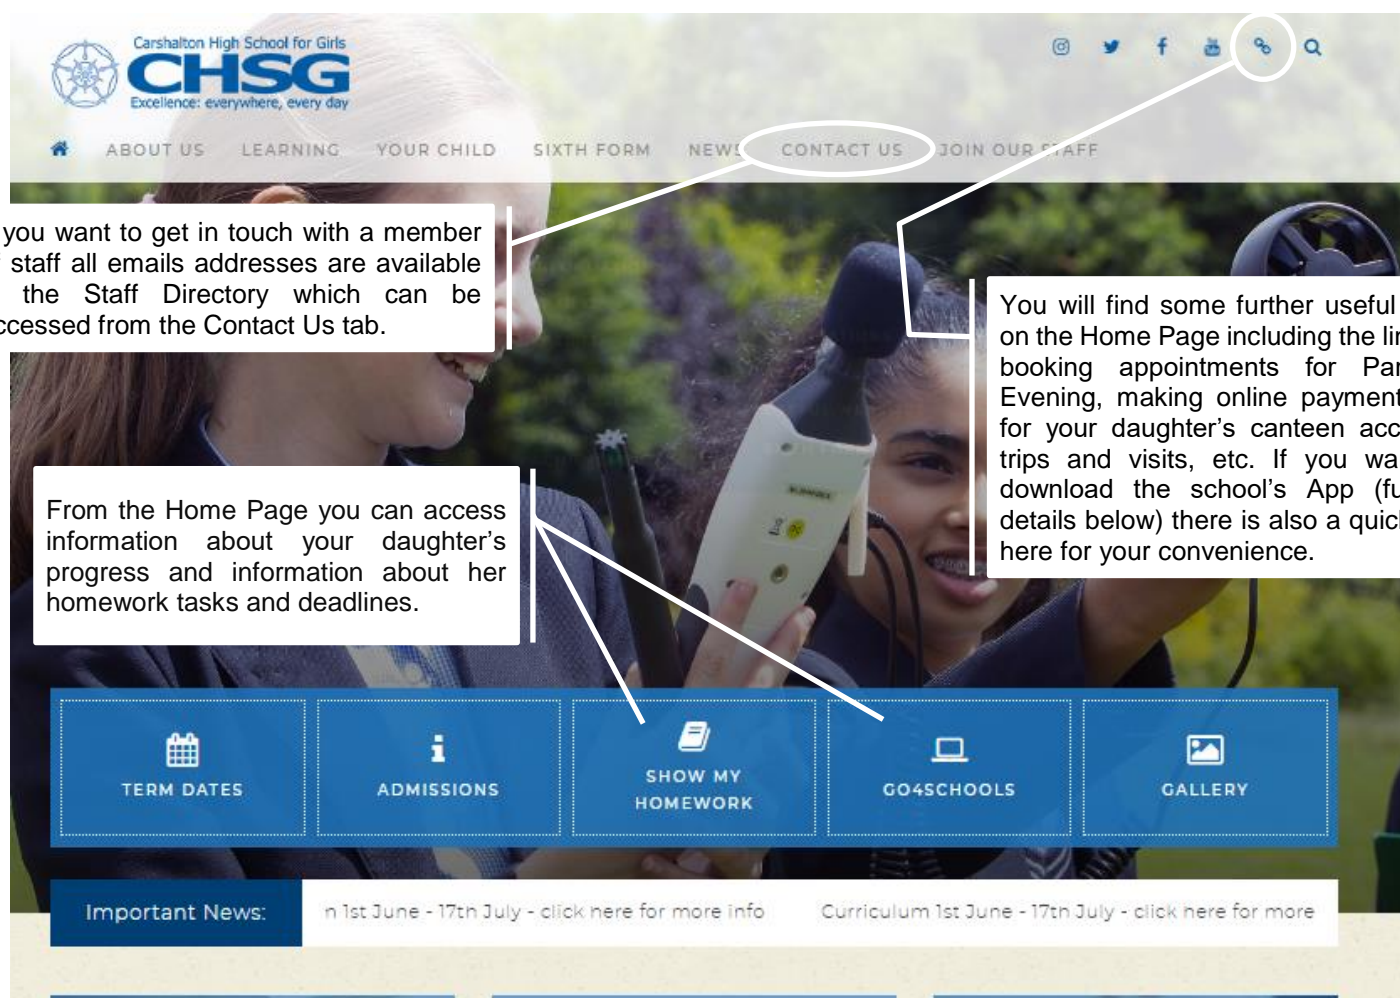 Carshalton High School for Girls
CHSG
Excellence: everywhere, every day
ABOUT US LEARNING YOUR CHILD SIXTH FORM NEWS CONTACT US JOIN OUR STAFF
you want to get in touch with a member
staff all emails addresses are available
the Staff Directory which can be
ccessed from the Contact Us tab.
You will find some further useful
on the Home Page including the lin
booking appointments for Par
Evening, making online payment
for your daughter's canteen acc
trips and visits, etc. If you wa
download the school's App (fu
details below) there is also a quic
here for your convenience.
From the Home Page you can access
information about your daughter's
progress and information about her
homework tasks and deadlines.
TERM DATES
ADMISSIONS
SHOW MY
HOMEWORK
GO4SCHOOLS
GALLERY
Important News:
n 1st June - 17th July - click here for more info Curriculum 1st June - 17th July - click here for more